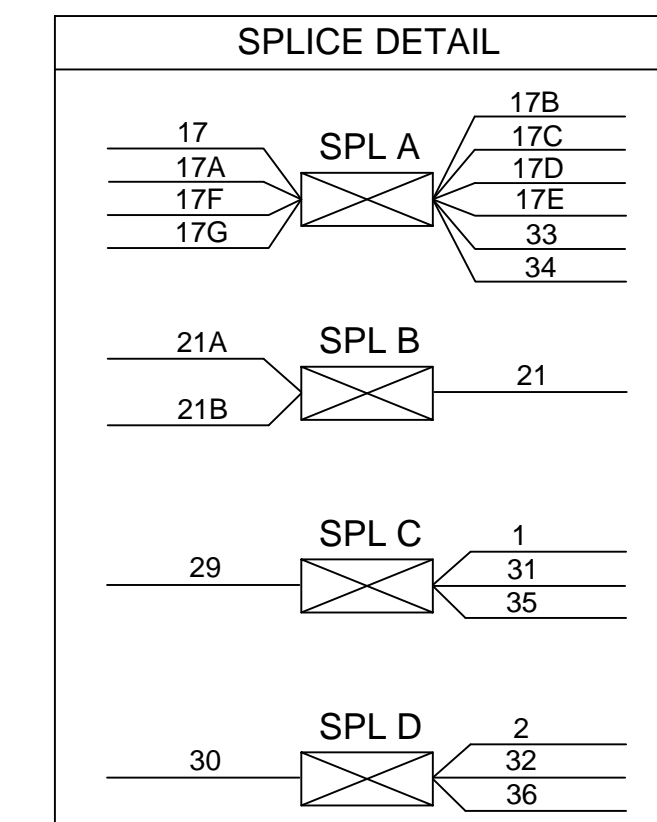 SPLICE DETAIL
17
17A
17F
17G
SPL A
17B
17C
17D
17E
33
34
21A
21B
SPL B
21
29
SPL C
1
31
35
30
SPL D
2
32
36